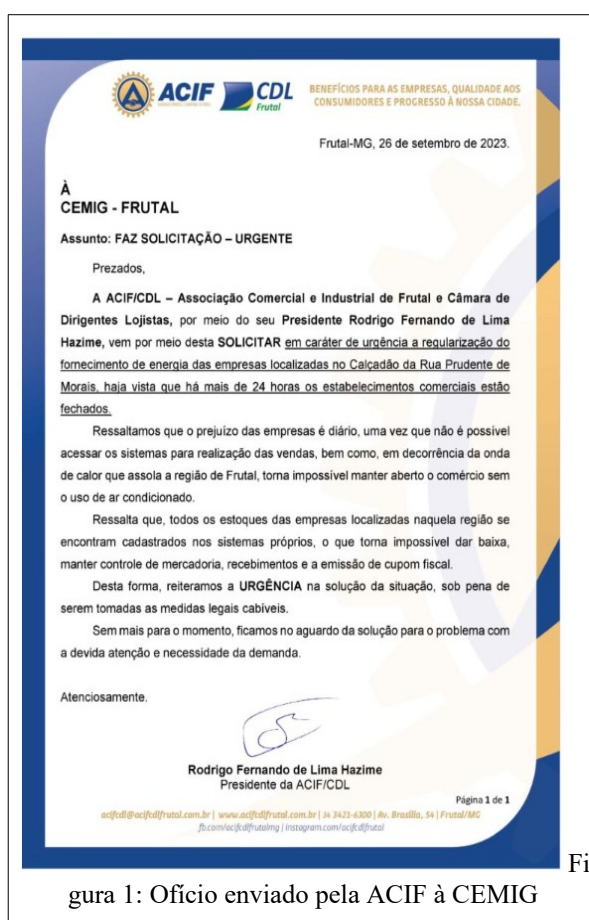 ACIF CDL Frutal
BENEFÍCIOS PARA AS EMPRESAS, QUALIDADE AOS
CONSUMIDORES E PROGRESSO À NOSSA CIDADE.
Frutal-MG, 26 de setembro de 2023.
À
CEMIG - FRUTAL
Assunto: FAZ SOLICITAÇÃO – URGENTE
Prezados,
A ACIF/CDL – Associação Comercial e Industrial de Frutal e Câmara de
Dirigentes Lojistas, por meio do seu Presidente Rodrigo Fernando de Lima
Hazime, vem por meio desta SOLICITAR em caráter de urgência a regularização do
fornecimento de energia das empresas localizadas no Calçadão da Rua Prudente de
Morais, haja vista que há mais de 24 horas os estabelecimentos comerciais estão
fechados.
Ressaltamos que o prejuízo das empresas é diário, uma vez que não é possível
acessar os sistemas para realização das vendas, bem como, em decorrência da onda
de calor que assola a região de Frutal, torna impossível manter aberto o comércio sem
o uso de ar condicionado.
Ressalta que, todos os estoques das empresas localizadas naquela região se
encontram cadastrados nos sistemas próprios, o que torna impossível dar baixa,
manter controle de mercadoria, recebimentos e a emissão de cupom fiscal.
Desta forma, reiteramos a URGÊNCIA na solução da situação, sob pena de
serem tomadas as medidas legais cabíveis.
Sem mais para o momento, ficamos no aguardo da solução para o problema com
a devida atenção e necessidade da demanda.
Atenciosamente.
Rodrigo Fernando de Lima Hazime
Presidente da ACIF/CDL
Página 1 de 1
acifcdl@acifcdlfrutal.com.br | www.acifcdlfrutal.com.br | 34 3421-6300 | Av. Brasília, 54 | Frutal/MG
fb.com/acifcdlfrutalmg | instagram.com/acifcdlfrutal
Fi
gura 1: Ofício enviado pela ACIF à CEMIG